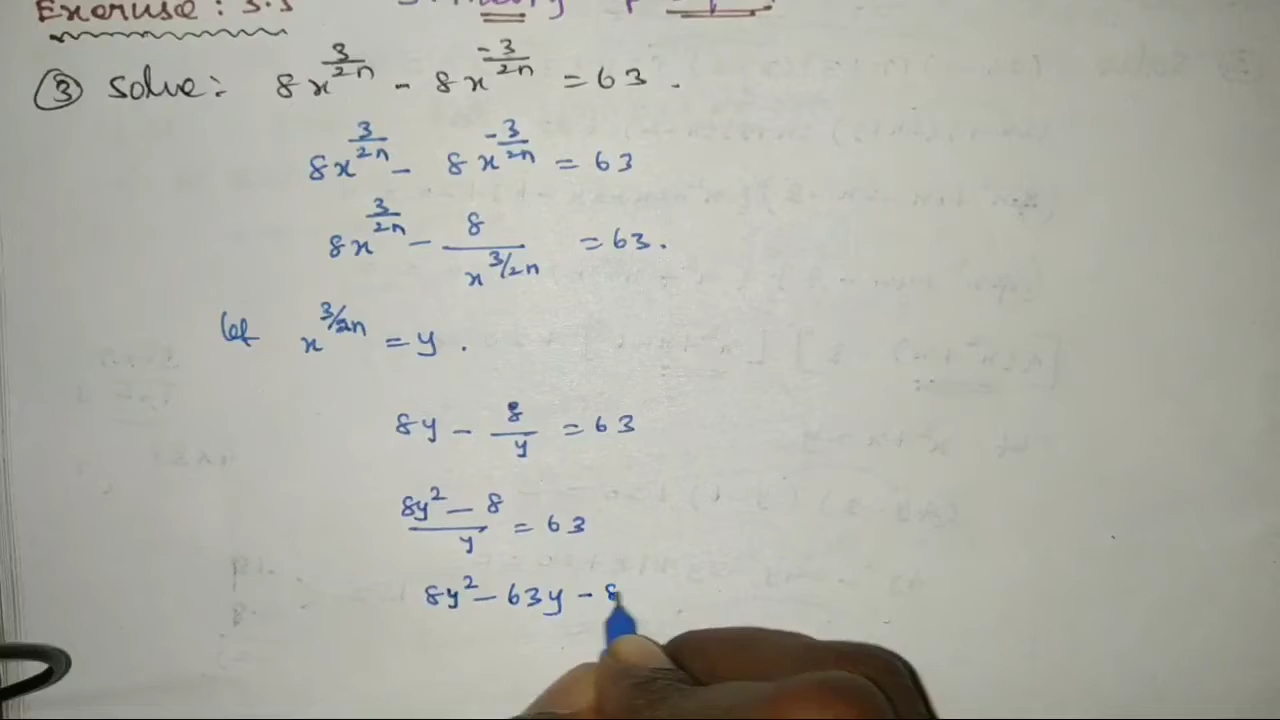 Exercise: 3.5
③ Solve: 8x^{3/2n} - 8x^{-3/2n} = 63.
8x^{3/2n} - 8x^{-3/2n} = 63
8x^{3/2n} - 8/x^{3/2n} = 63.
let x^{3/2n} = y.
8y - 8/y = 63
(8y² - 8)/y = 63
8y² - 63y - 8